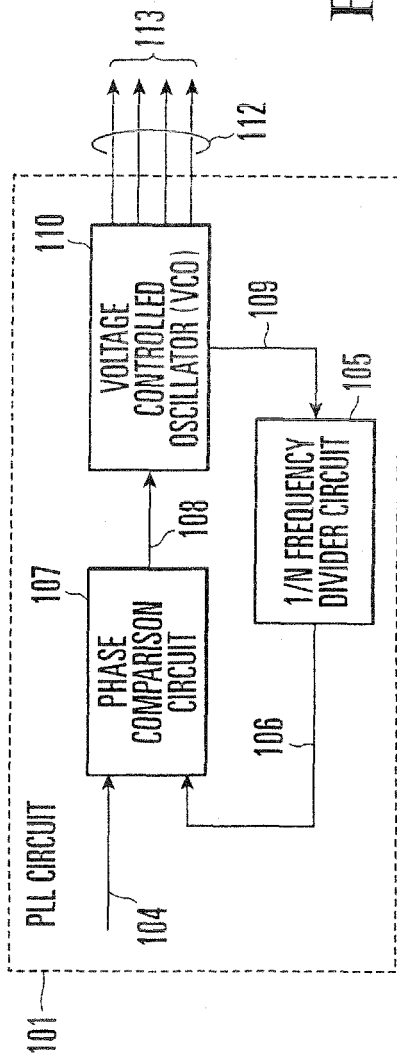 101
PLL CIRCUIT
104
107
PHASE
COMPARISON
CIRCUIT
108
110
VOLTAGE
CONTROLLED
OSCILLATOR (VCO)
113
112
109
106
1/N FREQUENCY
DIVIDER CIRCUIT
105